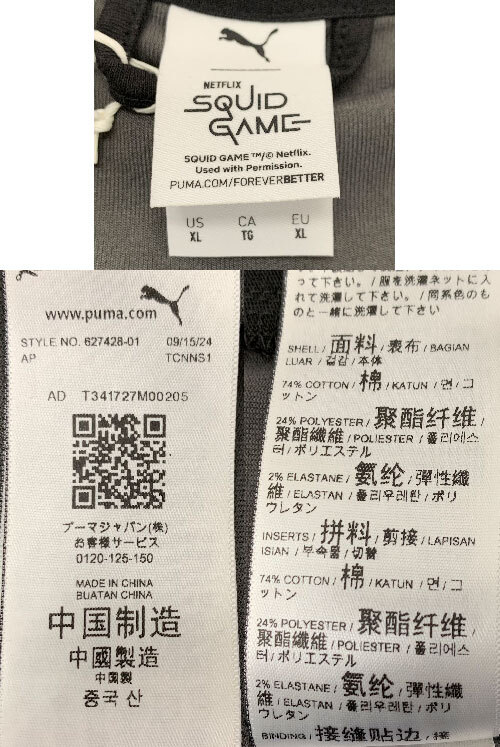 NETFLIX
SQUID
GAME
SQUID GAME™/© Netflix.
Used with Permission.
PUMA.COM/FOREVERBETTER
US CA EU
XL TG XL
www.puma.com
STYLE NO. 627428-01 09/15/24
AP TCNNS1
AD T341727M00205
プーマジャパン(株)
お客様サービス
0120-125-150
MADE IN CHINA
BUATAN CHINA
中国制造
中國製造
中国製
중국 산
って下さい。/服を洗濯ネットに入
れて洗濯して下さい。/同系色のも
のと一緒に洗濯して下さい。
SHELL / 面料 / 表布 / BAGIAN
LUAR / 겉감 / 本体
74% COTTON / 棉 / KATUN / 면 / コ
ットン
24% POLYESTER / 聚酯纤维 /
聚酯纖維 / POLIESTER / 폴리에스
터 / ポリエステル
2% ELASTANE / 氨纶 / 彈性纖
維 / ELASTAN / 폴리우레탄 / ポリ
ウレタン
INSERTS / 拼料 / 剪接 / LAPISAN
ISIAN / 부속물 / 切替
74% COTTON / 棉 / KATUN / 면 / コ
ットン
24% POLYESTER / 聚酯纤维 /
聚酯纖維 / POLIESTER / 폴리에스
터 / ポリエステル
2% ELASTANE / 氨纶 / 彈性纖
維 / ELASTAN / 폴리우레탄 / ポリ
ウレタン
BINDING / 接缝贴边 / 接